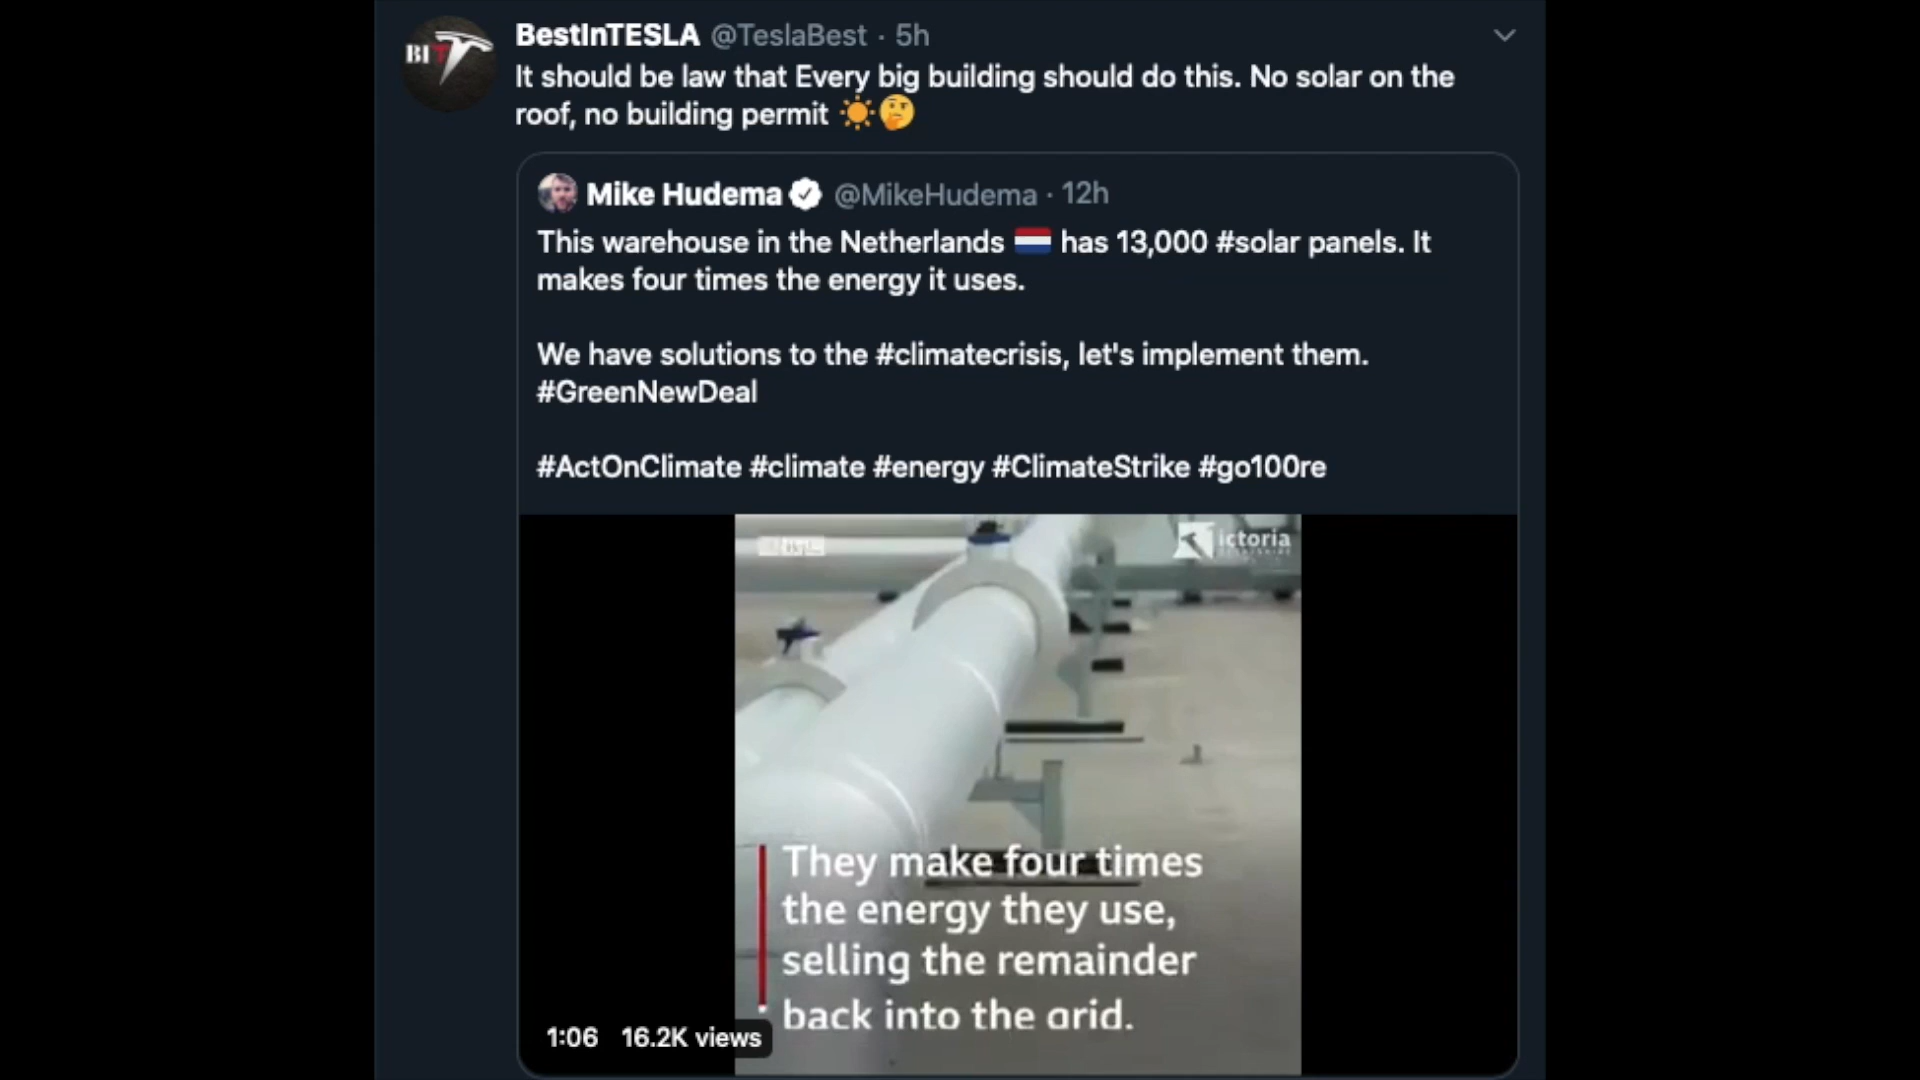 BestInTESLA @TeslaBest · 5h
It should be law that Every big building should do this. No solar on the
roof, no building permit ☀️🤔
BIT
Mike Hudema @MikeHudema · 12h
This warehouse in the Netherlands 🇳🇱 has 13,000 #solar panels. It
makes four times the energy it uses.
We have solutions to the #climatecrisis, let's implement them.
#GreenNewDeal
#ActOnClimate #climate #energy #ClimateStrike #go100re
ictoria
They make four times
the energy they use,
selling the remainder
back into the grid.
1:06 16.2K views